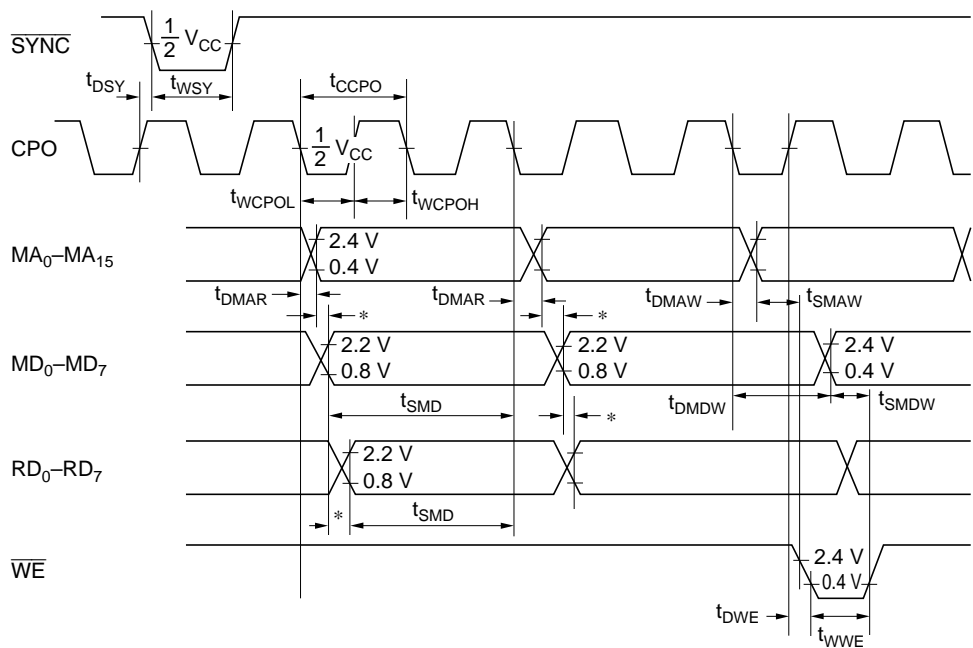 SYNC
1/2 VCC
tDSY
tWSY
tCCPO
CPO
1/2 VCC
tWCPOL
tWCPOH
MA0–MA15
2.4 V
0.4 V
tDMAR
tDMAR
tDMAW
tSMAW
*
*
MD0–MD7
2.2 V
0.8 V
2.2 V
0.8 V
2.4 V
0.4 V
tSMD
*
tDMDW
tSMDW
RD0–RD7
2.2 V
0.8 V
*
tSMD
WE
2.4 V
0.4 V
tDWE
tWWE